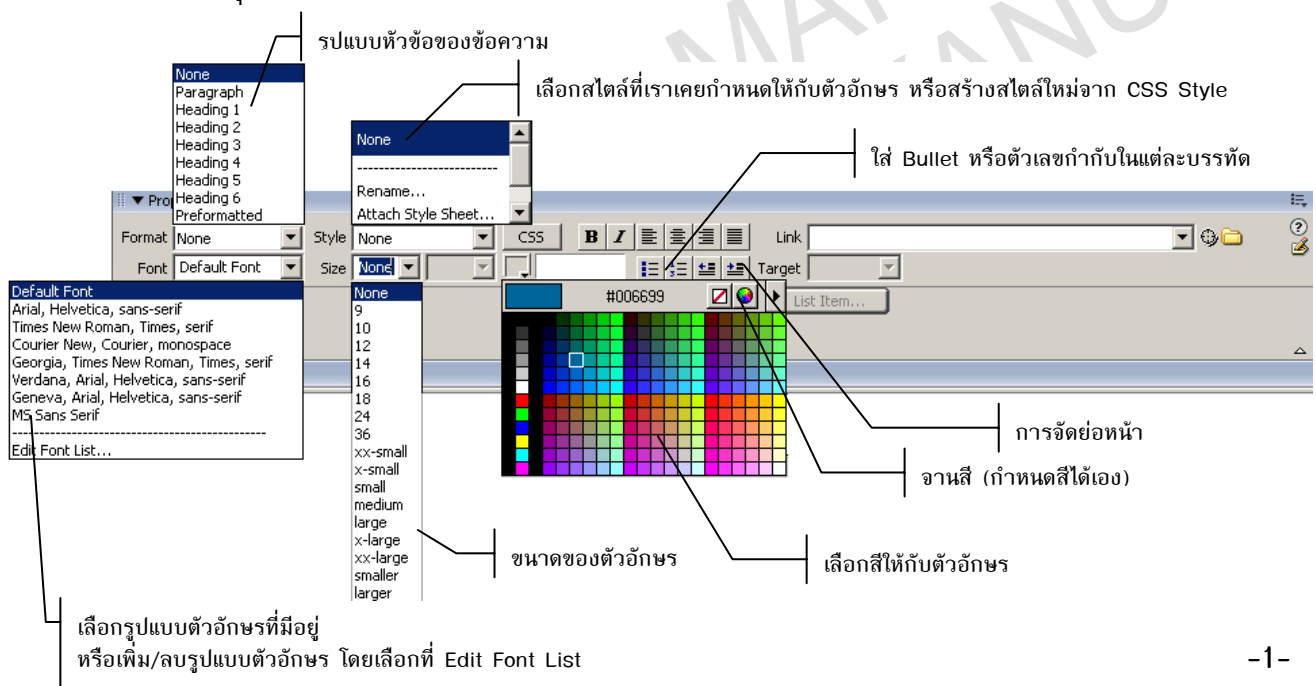 รูปแบบหัวข้อของข้อความ
เลือกสไตล์ที่เราเคยกำหนดให้กับตัวอักษร หรือสร้างสไตล์ใหม่จาก CSS Style
ใส่ Bullet หรือตัวเลขกำกับในแต่ละบรรทัด
None
Paragraph
Heading 1
Heading 2
Heading 3
Heading 4
Heading 5
Heading 6
Preformatted
None
--------------------------
Rename...
Attach Style Sheet...
Format None Style None CSS B I Link
Font Default Font Size None Target
Default Font
Arial, Helvetica, sans-serif
Times New Roman, Times, serif
Courier New, Courier, monospace
Georgia, Times New Roman, Times, serif
Verdana, Arial, Helvetica, sans-serif
Geneva, Arial, Helvetica, sans-serif
MS Sans Serif
Edit Font List...
None
9
10
12
14
16
18
24
36
xx-small
x-small
small
medium
large
x-large
xx-large
smaller
larger
#006699
List Item...
การจัดย่อหน้า
จานสี (กำหนดสีได้เอง)
ขนาดของตัวอักษร
เลือกสีให้กับตัวอักษร
เลือกรูปแบบตัวอักษรที่มีอยู่
หรือเพิ่ม/ลบรูปแบบตัวอักษร โดยเลือกที่ Edit Font List
-1-